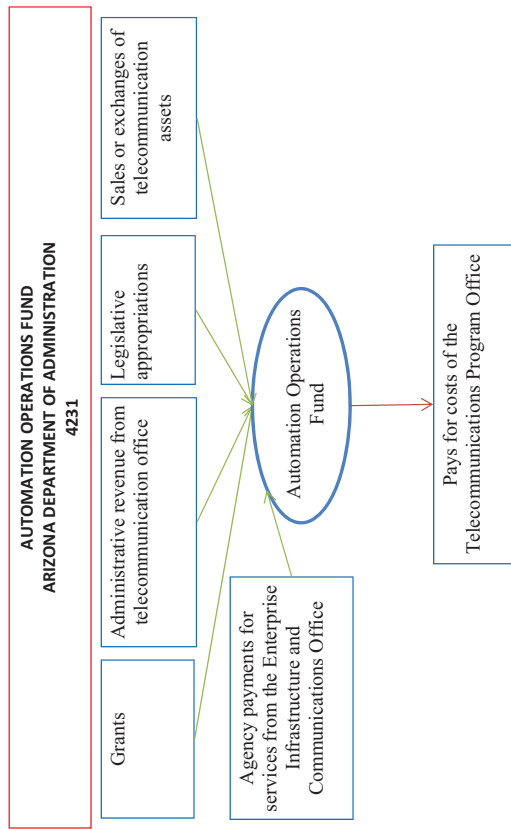 AUTOMATION OPERATIONS FUND
ARIZONA DEPARTMENT OF ADMINISTRATION
4231
Grants
Administrative revenue from
telecommunication office
Legislative
appropriations
Sales or exchanges of
telecommunication
assets
Agency payments for
services from the Enterprise
Infrastructure and
Communications Office
Automation Operations
Fund
Pays for costs of the
Telecommunications Program Office